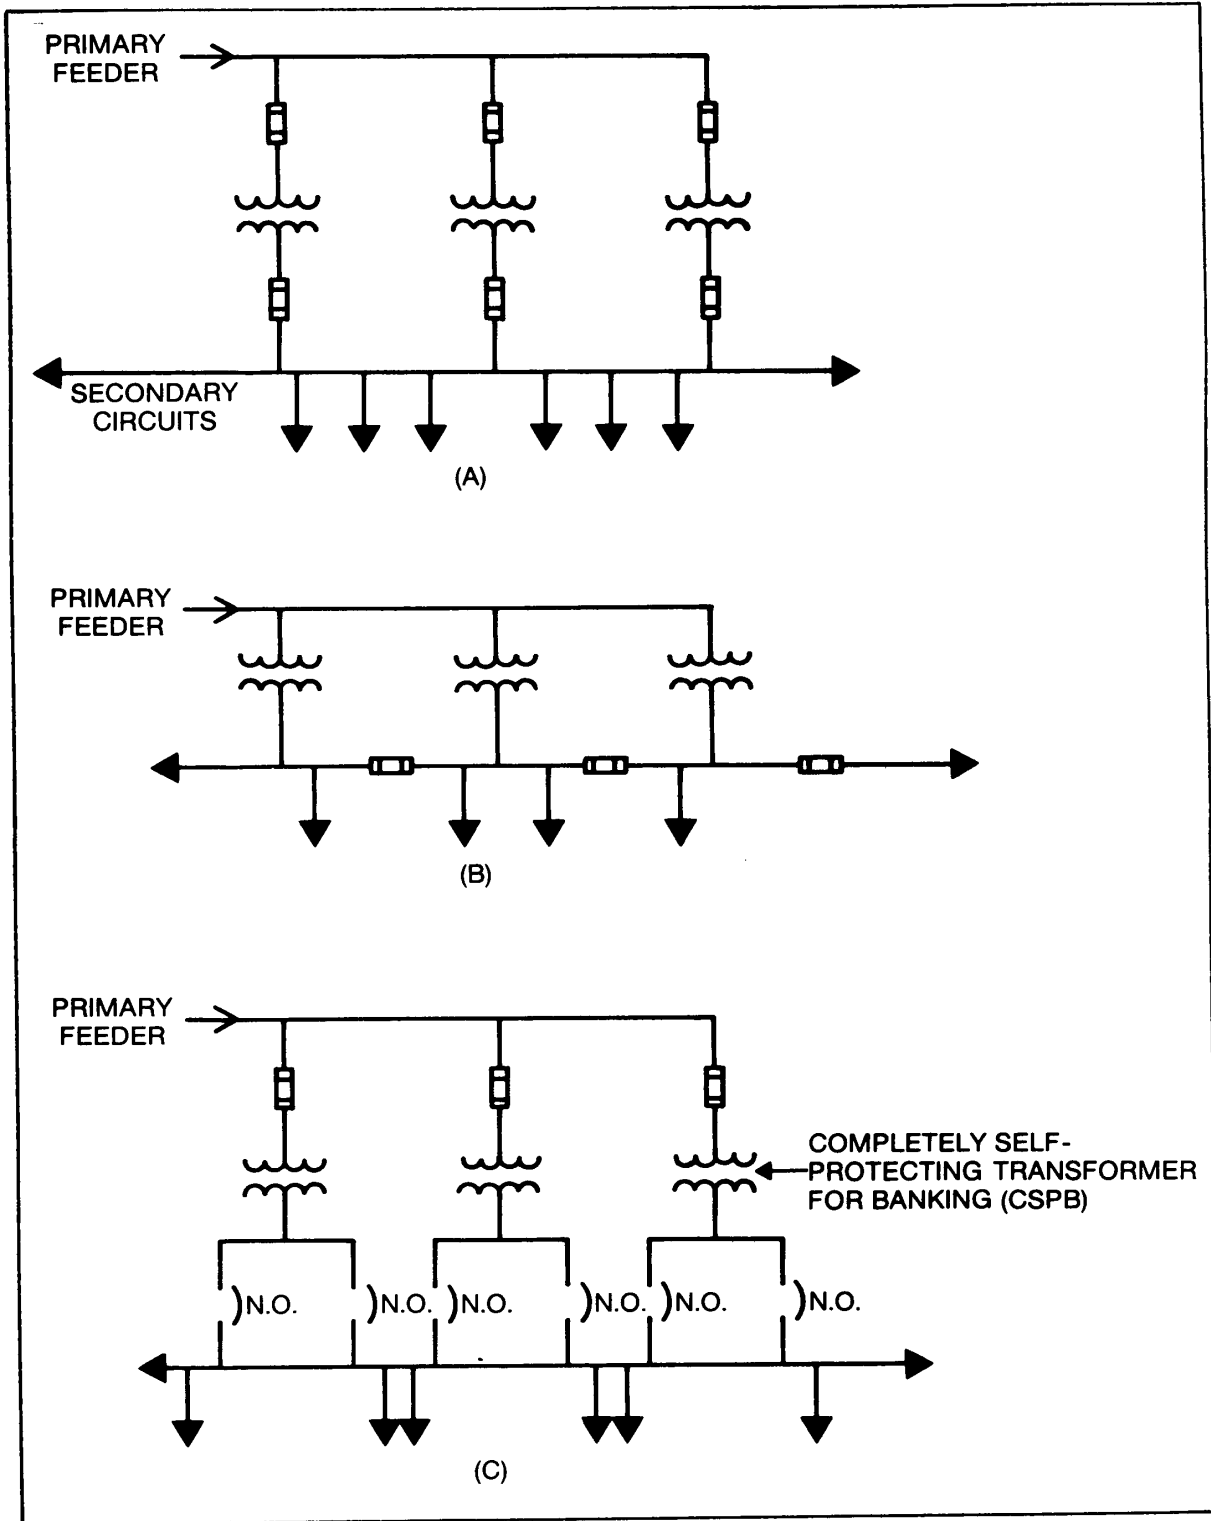 PRIMARY
FEEDER
SECONDARY
CIRCUITS
(A)
PRIMARY
FEEDER
(B)
PRIMARY
FEEDER
COMPLETELY SELF-
PROTECTING TRANSFORMER
FOR BANKING (CSPB)
N.O. N.O. N.O. N.O. N.O. N.O.
(C)